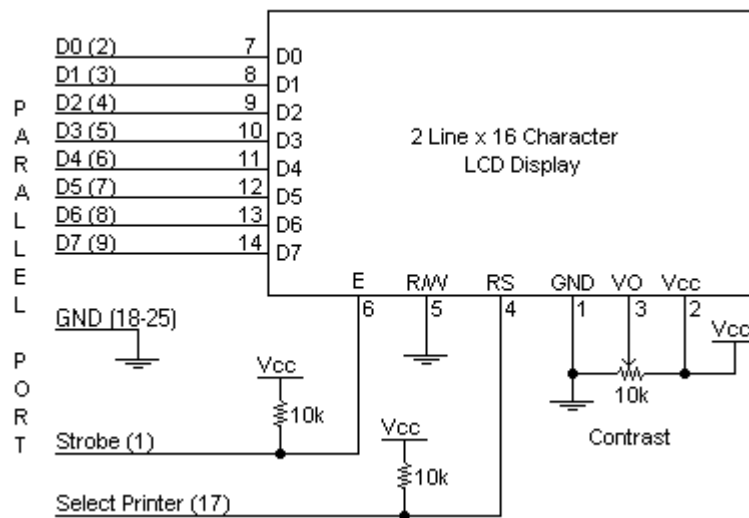 PARALLEL PORT
D0 (2) 7 D0
D1 (3) 8 D1
D2 (4) 9 D2
D3 (5) 10 D3
D4 (6) 11 D4
D5 (7) 12 D5
D6 (8) 13 D6
D7 (9) 14 D7
2 Line x 16 Character
LCD Display
E R/W RS GND VO Vcc
6 5 4 1 3 2
GND (18-25)
Vcc
Vcc
10k
10k
Contrast
Strobe (1)
Vcc
10k
Select Printer (17)